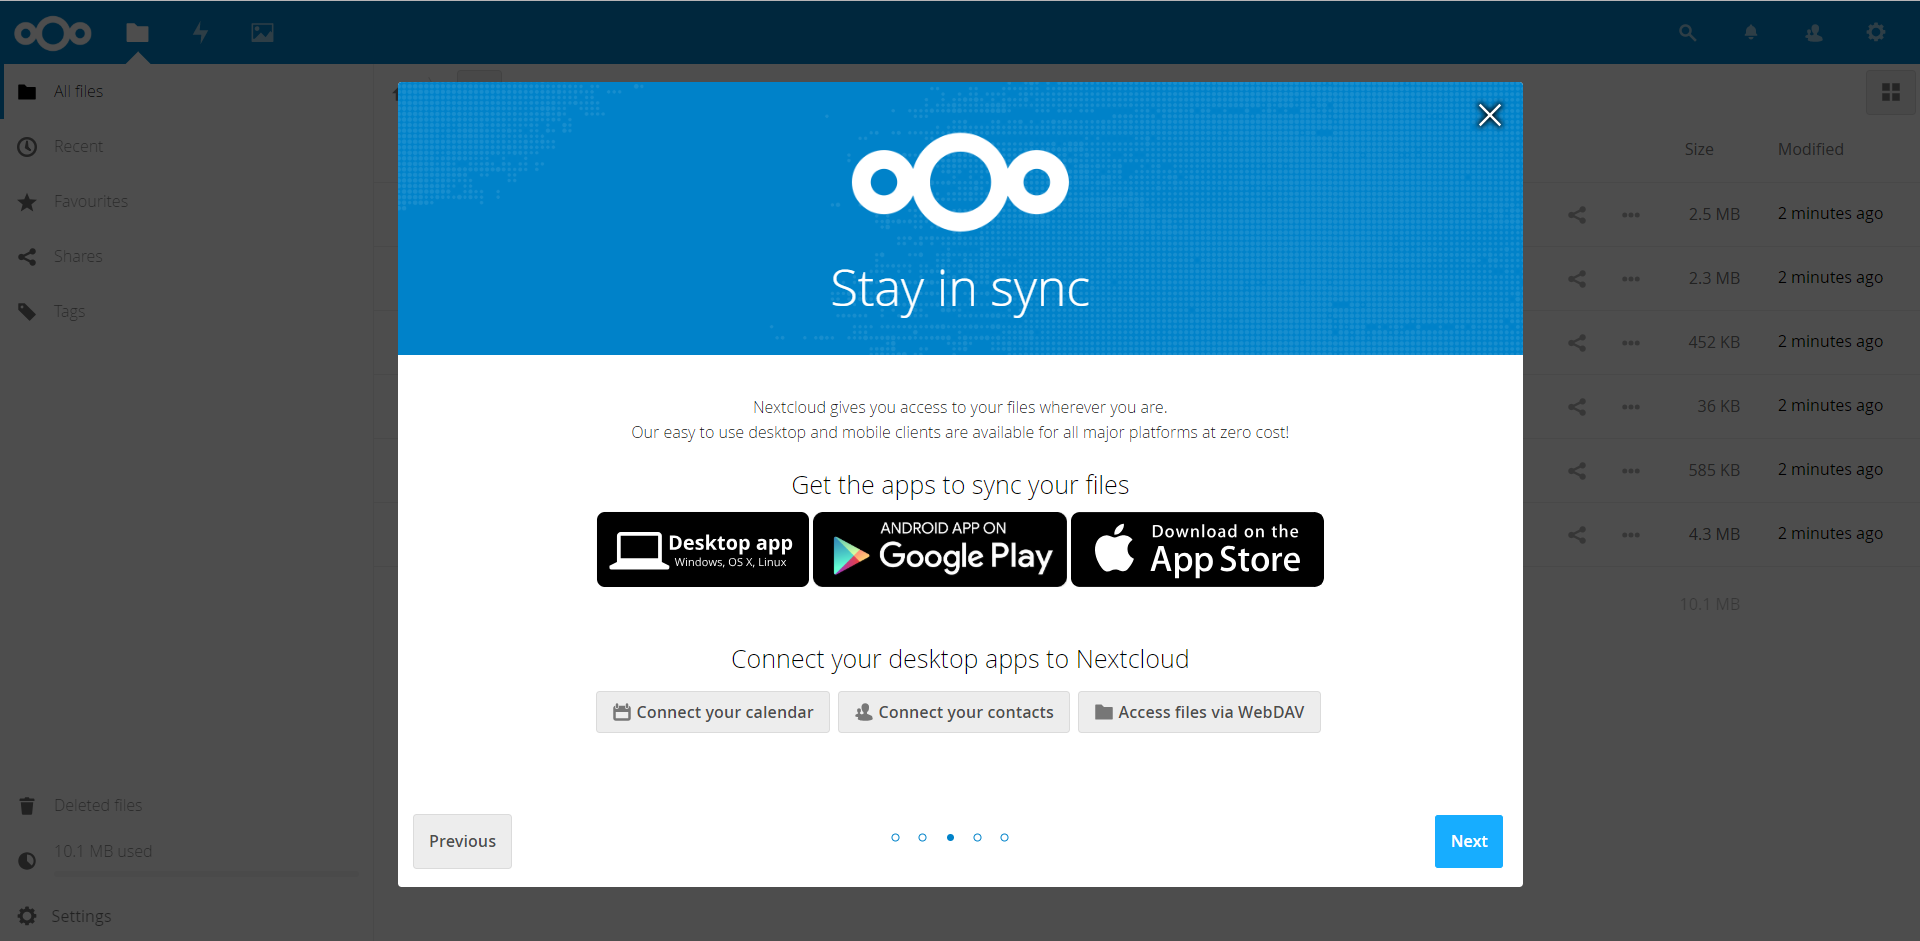 All files
Recent
Favourites
Shares
Tags
Deleted files
10.1 MB used
Settings
Size Modified
2.5 MB 2 minutes ago
2.3 MB 2 minutes ago
452 KB 2 minutes ago
36 KB 2 minutes ago
585 KB 2 minutes ago
4.3 MB 2 minutes ago
10.1 MB
Stay in sync
Nextcloud gives you access to your files wherever you are.
Our easy to use desktop and mobile clients are available for all major platforms at zero cost!
Get the apps to sync your files
Desktop app
Windows, OS X, Linux
ANDROID APP ON
Google Play
Download on the
App Store
Connect your desktop apps to Nextcloud
Connect your calendar
Connect your contacts
Access files via WebDAV
Previous
Next